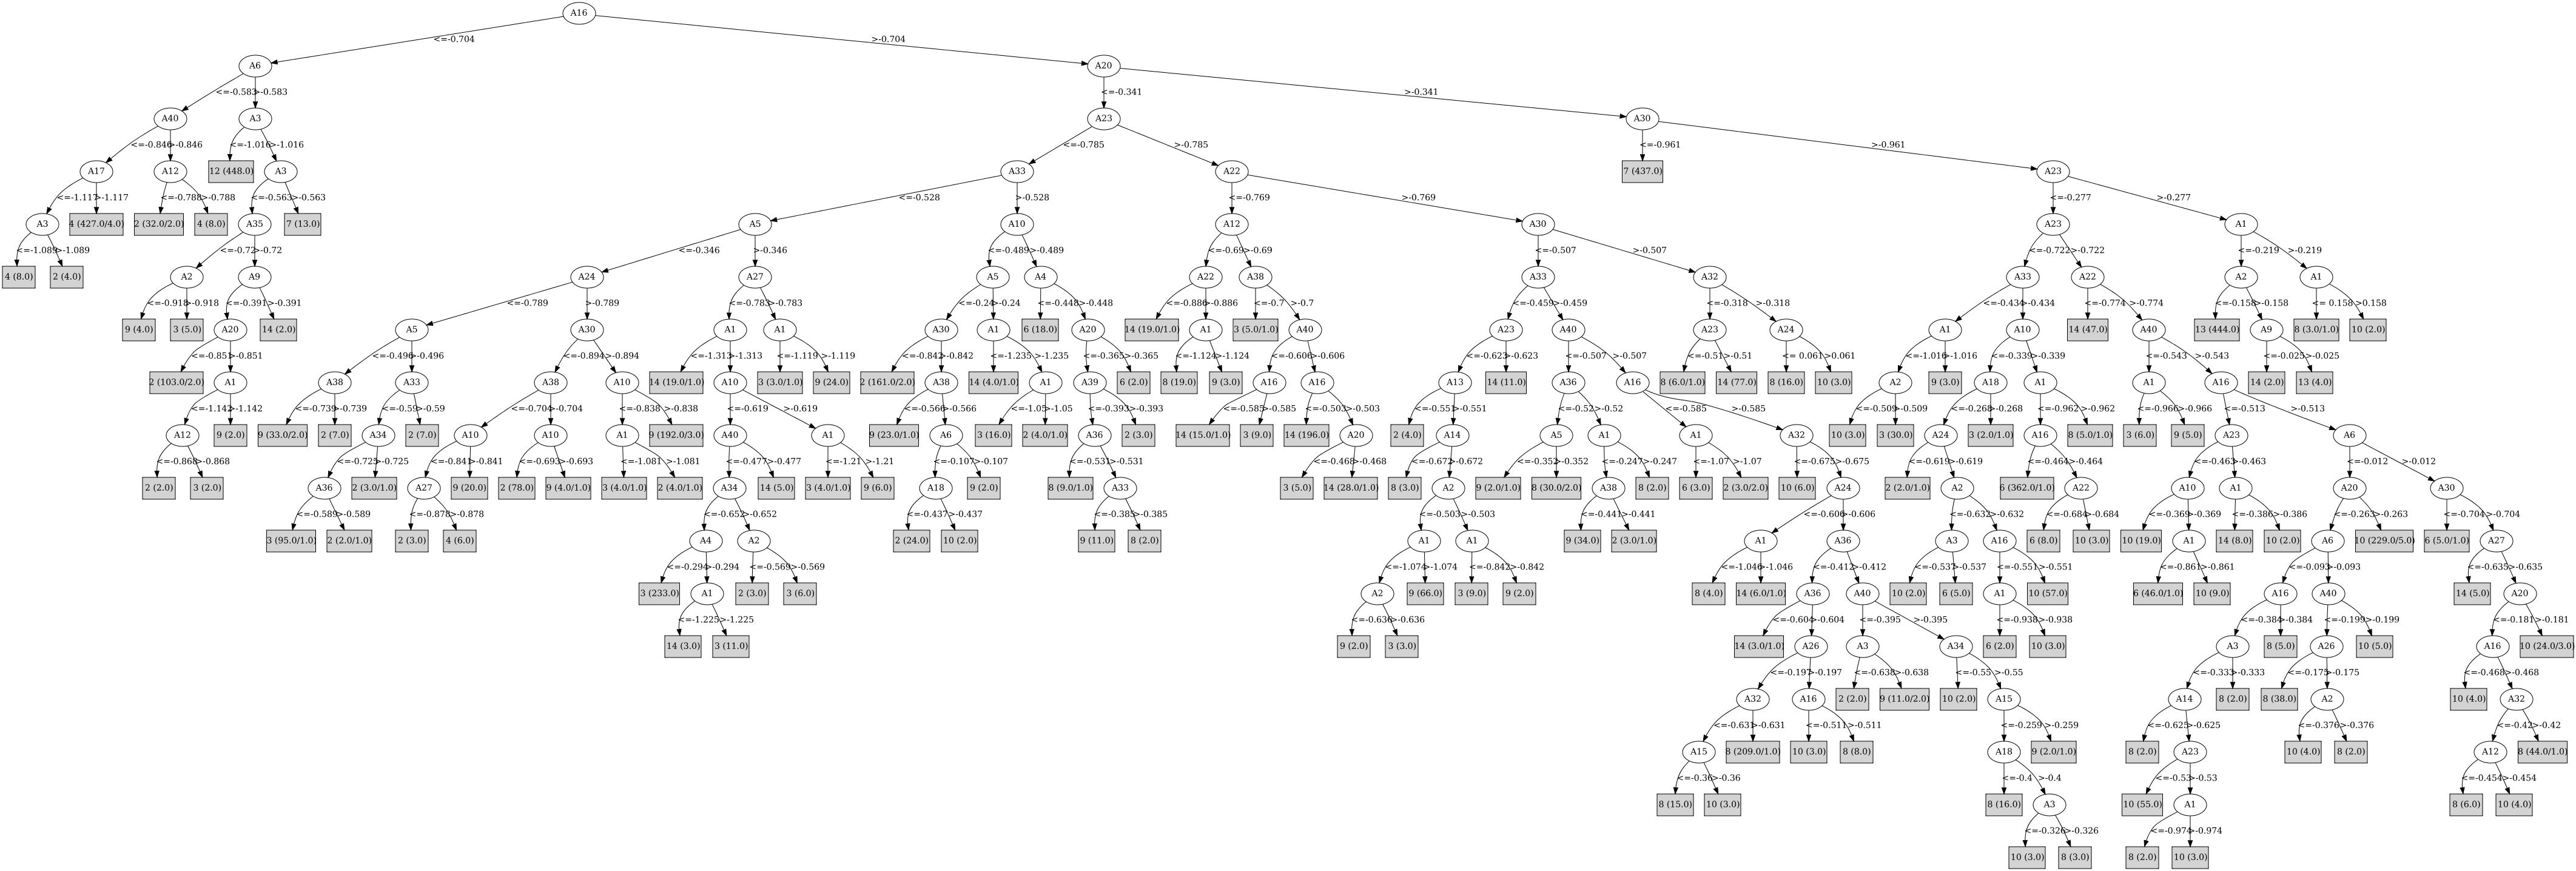 A16
<=-0.704 >-0.704
A6 A20
<=-0.583 >-0.583 <=-0.341 >-0.341
A40 A3 A23 A30
<=-0.846 >-0.846 <=-1.016 >-1.016 <=-0.785 >-0.785 <=-0.961 >-0.961
A17 A12 12 (448.0) A3 A33 A22 7 (437.0) A23
<=-1.117 >-1.117 <=-0.788 >-0.788 <=-0.563 >-0.563 <=-0.528 >-0.528 <=-0.769 >-0.769 <=-0.277 >-0.277
A3 4 (427.0/4.0) 2 (32.0/2.0) 4 (8.0) A35 7 (13.0) A5 A10 A12 A30 A23 A1
<=-1.089 >-1.089 <=-0.72 >-0.72 <=-0.346 >-0.346 <=-0.489 >-0.489 <=-0.69 >-0.69 <=-0.507 >-0.507 <=-0.722 >-0.722 <=-0.219 >-0.219
4 (8.0) 2 (4.0) A2 A9 A24 A27 A5 A4 A22 A38 A33 A32 A33 A22 A2 A1
<=-0.918 >-0.918 <=-0.391 >-0.391 <=-0.789 >-0.789 <=-0.783 >-0.783 <=-0.24 >-0.24 <=-0.448 >-0.448 <=-0.886 >-0.886 <=-0.7 >-0.7 <=-0.459 >-0.459 <=-0.318 >-0.318 <=-0.434 >-0.434 <=-0.774 >-0.774 <=-0.158 >-0.158 <= 0.158 >0.158
9 (4.0) 3 (5.0) A20 14 (2.0) A5 A30 A1 A1 A30 A1 6 (18.0) A20 14 (19.0/1.0) A1 3 (5.0/1.0) A40 A23 A40 A23 A24 A1 A10 14 (47.0) A40 13 (444.0) A9 8 (3.0/1.0) 10 (2.0)
<=-0.851 >-0.851 <=-0.496 >-0.496 <=-0.894 >-0.894 <=-1.313 >-1.313 <=-1.119 >-1.119 <=-0.842 >-0.842 <=-1.235 >-1.235 <=-0.365 >-0.365 <=-1.124 >-1.124 <=-0.606 >-0.606 <=-0.623 >-0.623 <=-0.507 >-0.507 <=-0.51 >-0.51 <= 0.061 >0.061 <=-1.016 >-1.016 <=-0.339 >-0.339 <=-0.543 >-0.543 <=-0.025 >-0.025
2 (103.0/2.0) A1 A38 A33 A38 A10 14 (19.0/1.0) A10 3 (3.0/1.0) 9 (24.0) 2 (161.0/2.0) A38 14 (4.0/1.0) A1 A39 6 (2.0) 8 (19.0) 9 (3.0) A16 A16 A13 14 (11.0) A36 A16 8 (6.0/1.0) 14 (77.0) 8 (16.0) 10 (3.0) A2 9 (3.0) A18 A1 A1 A16 14 (2.0) 13 (4.0)
<=-1.142 >-1.142 <=-0.739 >-0.739 <=-0.59 >-0.59 <=-0.704 >-0.704 <=-0.838 >-0.838 <=-0.619 >-0.619 <=-0.566 >-0.566 <=-1.05 >-1.05 <=-0.393 >-0.393 <=-0.585 >-0.585 <=-0.503 >-0.503 <=-0.551 >-0.551 <=-0.52 >-0.52 <=-0.585 >-0.585 <=-0.509 >-0.509 <=-0.268 >-0.268 <=-0.962 >-0.962 <=-0.966 >-0.966 <=-0.513 >-0.513
A12 9 (2.0) 9 (33.0/2.0) 2 (7.0) A34 2 (7.0) A10 A10 A1 9 (192.0/3.0) A40 A1 9 (23.0/1.0) A6 3 (16.0) 2 (4.0/1.0) A36 2 (3.0) 14 (15.0/1.0) 3 (9.0) 14 (196.0) A20 2 (4.0) A14 A5 A1 A1 A32 10 (3.0) 3 (30.0) A24 3 (2.0/1.0) A16 8 (5.0/1.0) 3 (6.0) 9 (5.0) A23 A6
<=-0.868 >-0.868 <=-0.725 >-0.725 <=-0.841 >-0.841 <=-0.693 >-0.693 <=-1.081 >-1.081 <=-0.477 >-0.477 <=-1.21 >-1.21 <=-0.107 >-0.107 <=-0.531 >-0.531 <=-0.468 >-0.468 <=-0.672 >-0.672 <=-0.352 >-0.352 <=-0.247 >-0.247 <=-1.07 >-1.07 <=-0.675 >-0.675 <=-0.619 >-0.619 <=-0.464 >-0.464 <=-0.463 >-0.463 <=-0.012 >-0.012
2 (2.0) 3 (2.0) A36 2 (3.0/1.0) A27 9 (20.0) 2 (78.0) 9 (4.0/1.0) 3 (4.0/1.0) 2 (4.0/1.0) A34 14 (5.0) 3 (4.0/1.0) 9 (6.0) A18 9 (2.0) 8 (9.0/1.0) A33 3 (5.0) 14 (28.0/1.0) 8 (3.0) A2 9 (2.0/1.0) 8 (30.0/2.0) A38 8 (2.0) 6 (3.0) 2 (3.0/2.0) 10 (6.0) A24 2 (2.0/1.0) A2 6 (362.0/1.0) A22 A10 A1 A20 A30
<=-0.589 >-0.589 <=-0.878 >-0.878 <=-0.652 >-0.652 <=-0.437 >-0.437 <=-0.385 >-0.385 <=-0.503 >-0.503 <=-0.441 >-0.441 <=-0.606 >-0.606 <=-0.632 >-0.632 <=-0.684 >-0.684 <=-0.369 >-0.369 <=-0.386 >-0.386 <=-0.263 >-0.263 <=-0.704 >-0.704
3 (95.0/1.0) 2 (2.0/1.0) 2 (3.0) 4 (6.0) A4 A2 2 (24.0) 10 (2.0) 9 (11.0) 8 (2.0) A1 A1 9 (34.0) 2 (3.0/1.0) A1 A36 A3 A16 6 (8.0) 10 (3.0) 10 (19.0) A1 14 (8.0) 10 (2.0) A6 10 (229.0/5.0) 6 (5.0/1.0) A27
<=-0.294 >-0.294 <=-0.569 >-0.569 <=-1.074 >-1.074 <=-0.842 >-0.842 <=-1.046 >-1.046 <=-0.412 >-0.412 <=-0.537 >-0.537 <=-0.551 >-0.551 <=-0.861 >-0.861 <=-0.093 >-0.093 <=-0.635 >-0.635
3 (233.0) A1 2 (3.0) 3 (6.0) A2 9 (66.0) 3 (9.0) 9 (2.0) 8 (4.0) 14 (6.0/1.0) A36 A40 10 (2.0) 6 (5.0) A1 10 (57.0) 6 (46.0/1.0) 10 (9.0) A16 A40 14 (5.0) A20
<=-1.225 >-1.225 <=-0.636 >-0.636 <=-0.604 >-0.604 <=-0.395 >-0.395 <=-0.938 >-0.938 <=-0.384 >-0.384 <=-0.199 >-0.199 <=-0.181 >-0.181
14 (3.0) 3 (11.0) 9 (2.0) 3 (3.0) 14 (3.0/1.0) A26 A3 A34 6 (2.0) 10 (3.0) A3 8 (5.0) A26 10 (5.0) A16 10 (24.0/3.0)
<=-0.197 >-0.197 <=-0.638 >-0.638 <=-0.55 >-0.55 <=-0.333 >-0.333 <=-0.175 >-0.175 <=-0.468 >-0.468
A32 A16 2 (2.0) 9 (11.0/2.0) 10 (2.0) A15 A14 8 (2.0) 8 (38.0) A2 10 (4.0) A32
<=-0.631 >-0.631 <=-0.511 >-0.511 <=-0.259 >-0.259 <=-0.625 >-0.625 <=-0.376 >-0.376 <=-0.42 >-0.42
A15 8 (209.0/1.0) 10 (3.0) 8 (8.0) A18 9 (2.0/1.0) 8 (2.0) A23 10 (4.0) 8 (2.0) A12 8 (44.0/1.0)
<=-0.36 >-0.36 <=-0.4 >-0.4 <=-0.53 >-0.53 <=-0.454 >-0.454
8 (15.0) 10 (3.0) 8 (16.0) A3 10 (55.0) A1 8 (6.0) 10 (4.0)
<=-0.326 >-0.326 <=-0.974 >-0.974
10 (3.0) 8 (3.0) 8 (2.0) 10 (3.0)